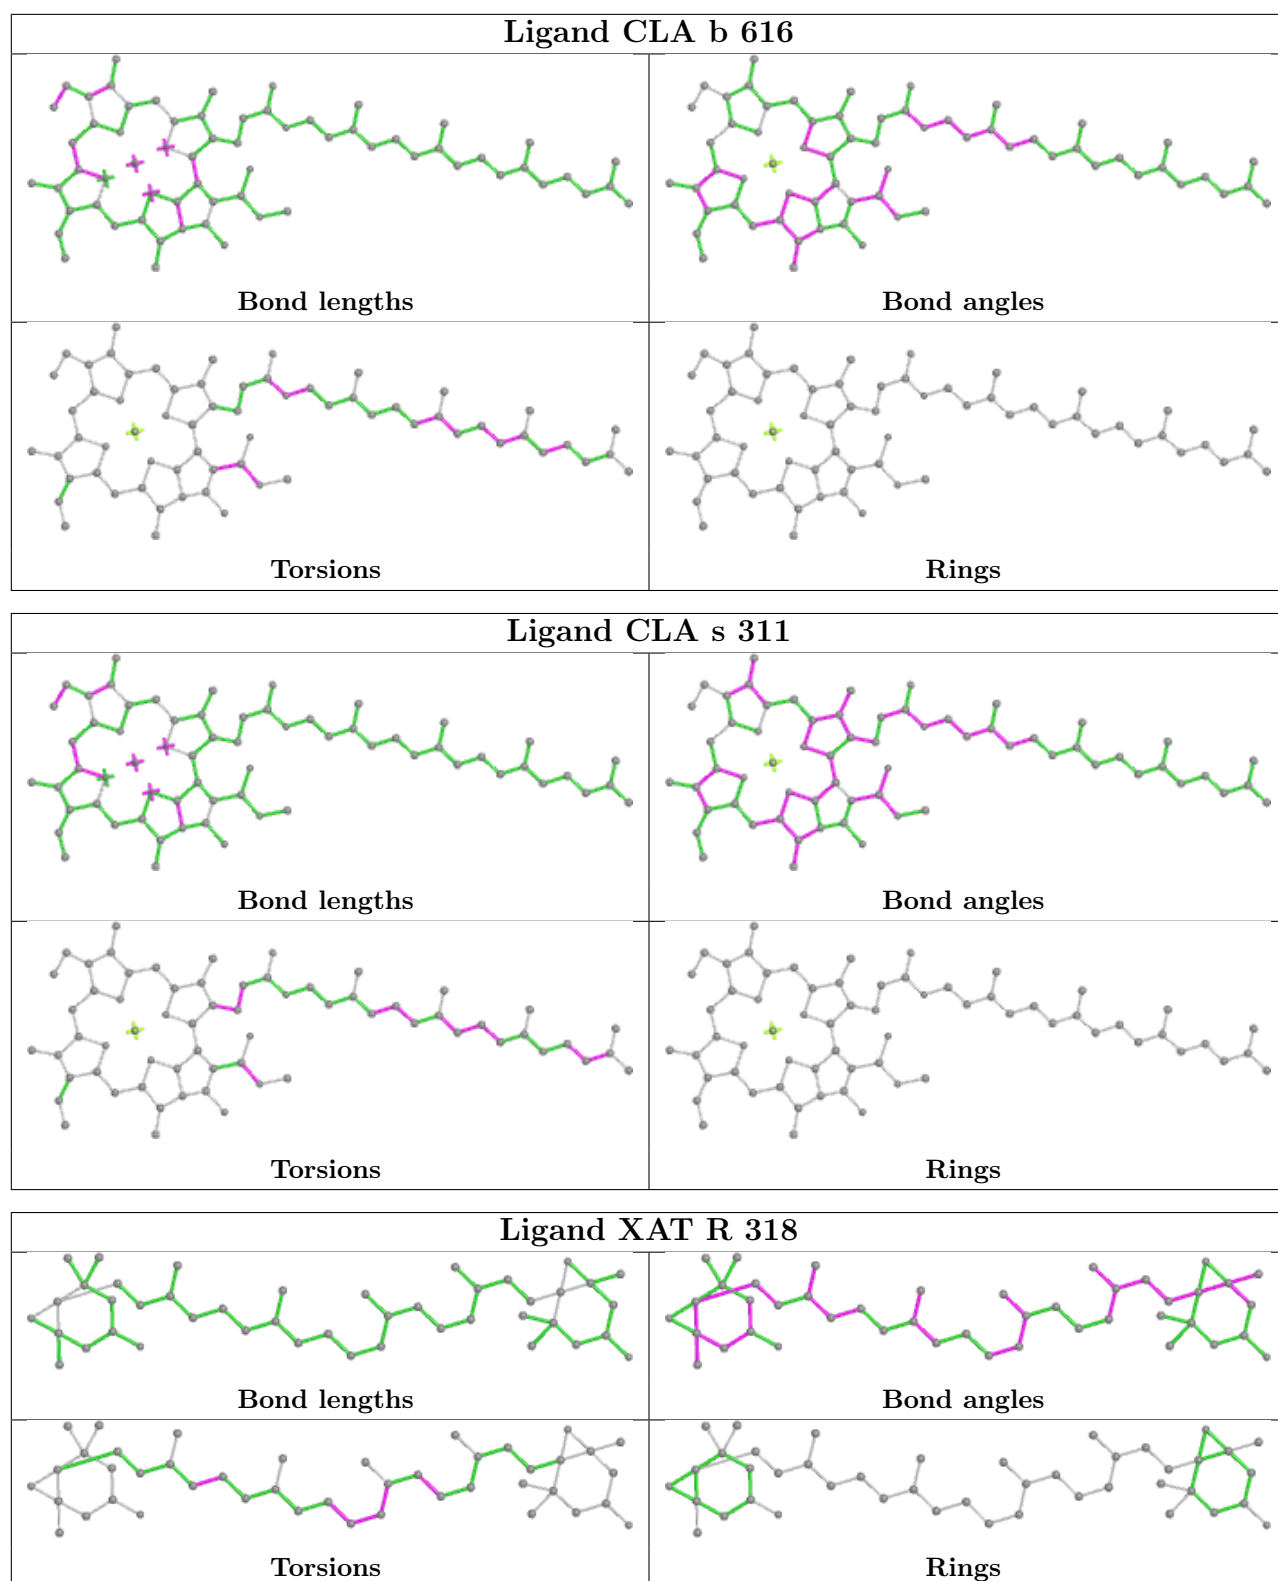 Ligand CLA b 616
Bond lengths
Bond angles
Torsions
Rings
Ligand CLA s 311
Bond lengths
Bond angles
Torsions
Rings
Ligand XAT R 318
Bond lengths
Bond angles
Torsions
Rings